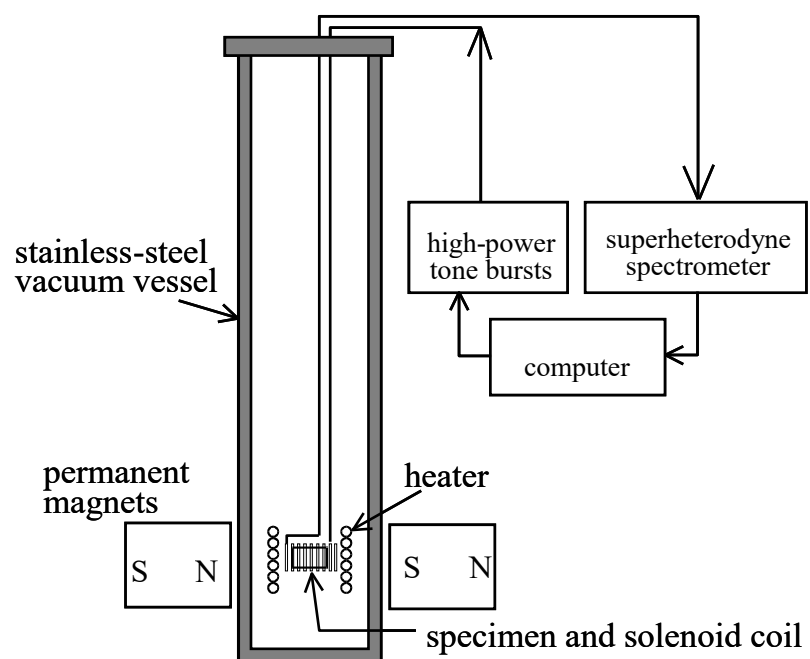 high-power
tone bursts
superheterodyne
spectrometer
stainless-steel
vacuum vessel
computer
permanent
magnets
heater
S N
S N
specimen and solenoid coil